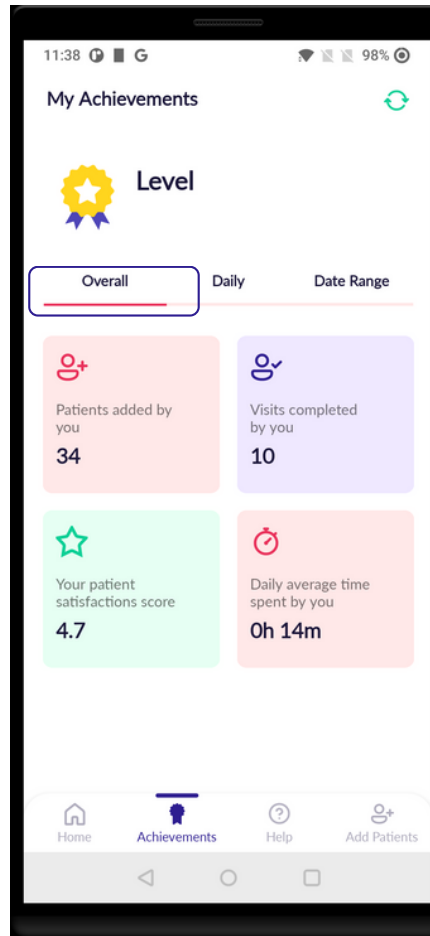 11:38 G 98%
My Achievements
Level
Overall Daily Date Range
Patients added by
you
34
Visits completed
by you
10
Your patient
satisfactions score
4.7
Daily average time
spent by you
0h 14m
Home Achievements Help Add Patients